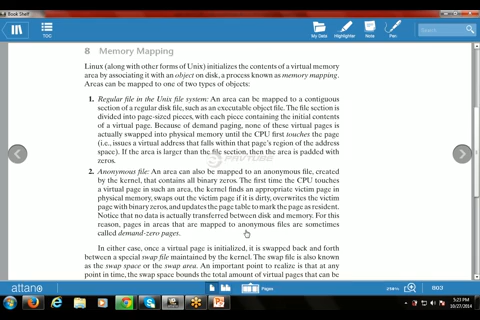 Book Shelf
TOC
My Data
Highlighter
Note
Pen
Search
8 Memory Mapping
Linux (along with other forms of Unix) initializes the contents of a virtual memory
area by associating it with an object on disk, a process known as memory mapping.
Areas can be mapped to one of two types of objects:
1. Regular file in the Unix file system: An area can be mapped to a contiguous
section of a regular disk file, such as an executable object file. The file section is
divided into page-sized pieces, with each piece containing the initial contents
of a virtual page. Because of demand paging, none of these virtual pages is
actually swapped into physical memory until the CPU first touches the page
(i.e., issues a virtual address that falls within that page's region of the address
space). If the area is larger than the file section, then the area is padded with
zeros.
PAVTUBE
2. Anonymous file: An area can also be mapped to an anonymous file, created
by the kernel, that contains all binary zeros. The first time the CPU touches
a virtual page in such an area, the kernel finds an appropriate victim page in
physical memory, swaps out the victim page if it is dirty, overwrites the victim
page with binary zeros, and updates the page table to mark the page as resident.
Notice that no data is actually transferred between disk and memory. For this
reason, pages in areas that are mapped to anonymous files are sometimes
called demand-zero pages.
In either case, once a virtual page is initialized, it is swapped back and forth
between a special swap file maintained by the kernel. The swap file is also known
as the swap space or the swap area. An important point to realize is that at any
point in time, the swap space bounds the total amount of virtual pages that can be
attano
Pages
ZOOM
603
5:23 PM
10/27/2014